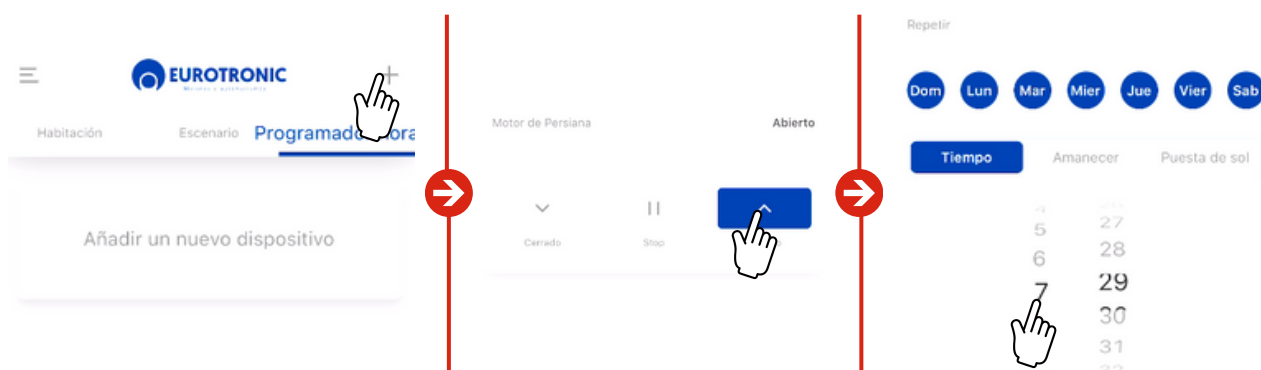 EUROTRONIC
Habitación
Escenario
Añadir un nuevo dispositivo
Motor de Persiana
Abierto
Cerrado
Stop
Repetir
Dom Lun Mar Mier Jue Vier Sab
Tiempo
Amanecer
Puesta de sol
27
5
28
6
29
7
30
31